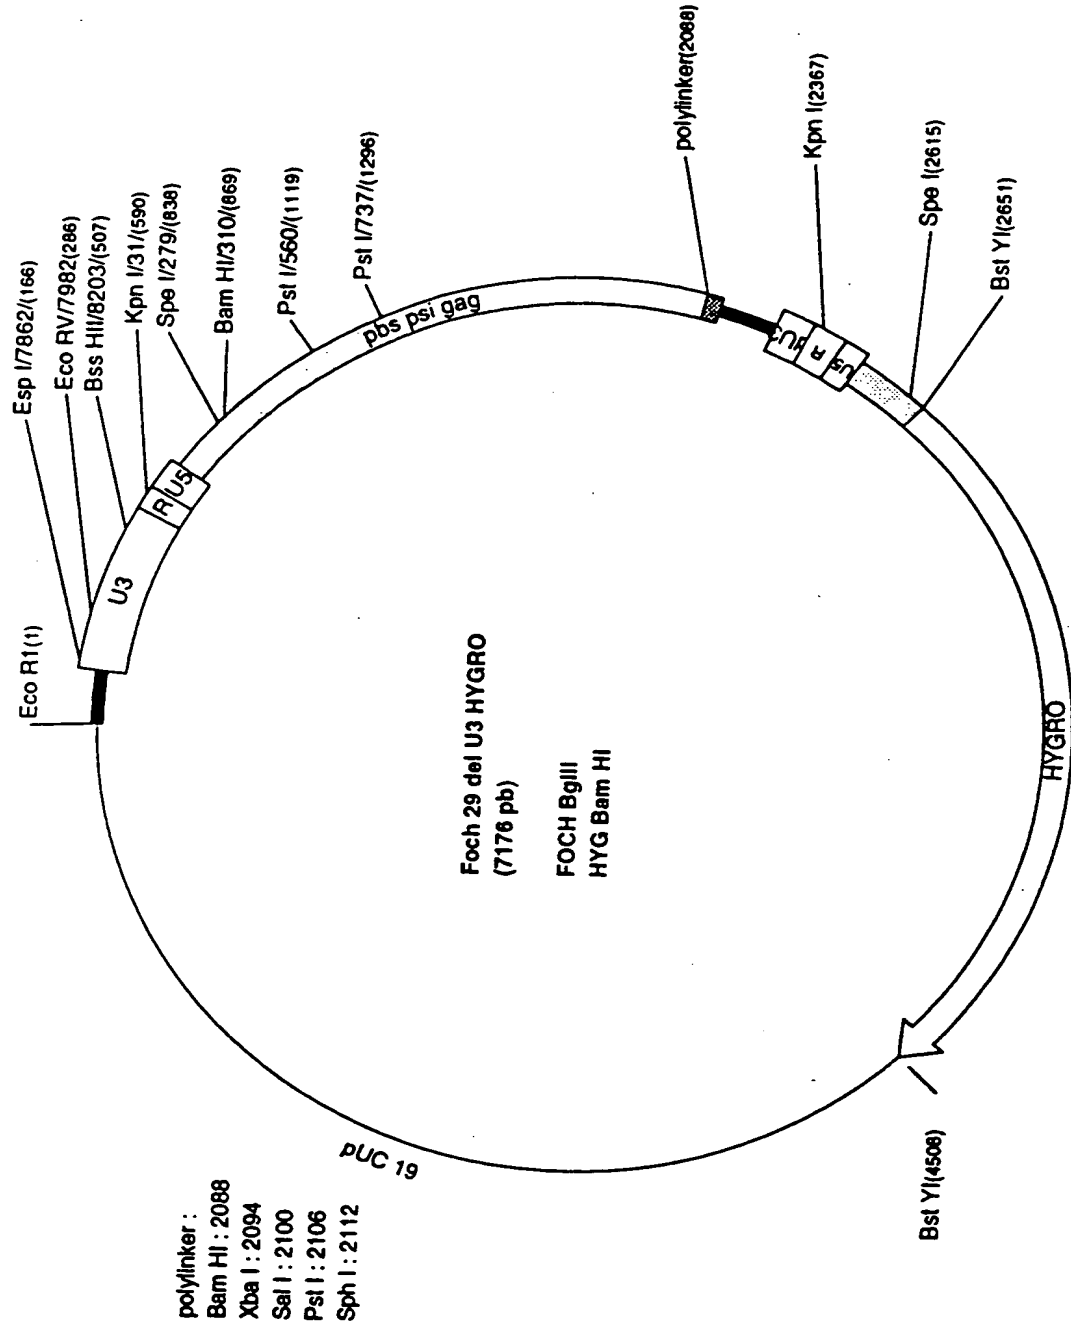 Eco R1(1)
Esp I/7862/(166)
Eco RV/7982(286)
Bss HII/8203/(507)
Kpn I/31/(590)
Spe I/279/(838)
Bam HI/310/(869)
Pst I/560/(1119)
Pst I/737/(1296)
polylinker(2088)
Kpn I(2367)
Spe I(2615)
Bst YI(2651)
U3
R
U5
pbs psi gag
U3
R
U5
HYGRO
Bst YI(4508)
pUC 19
Foch 29 del U3 HYGRO
(7176 pb)
FOCH BglII
HYG Bam HI
polylinker :
Bam HI : 2088
Xba I : 2094
Sal I : 2100
Pst I : 2106
Sph I : 2112